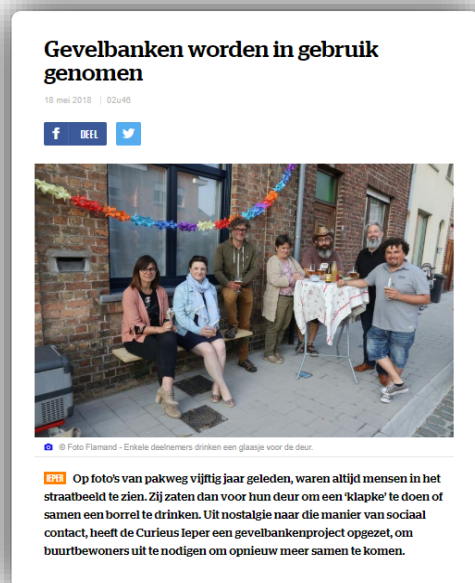 Gevelbanken worden in gebruik
genomen
18 mei 2018 | 02u46
f DEEL
© Foto Flamand - Enkele deelnemers drinken een glaasje voor de deur.
IEPER Op foto's van pakweg vijftig jaar geleden, waren altijd mensen in het
straatbeeld te zien. Zij zaten dan voor hun deur om een 'klapke' te doen of
samen een borrel te drinken. Uit nostalgie naar die manier van sociaal
contact, heeft de Curieus Ieper een gevelbankenproject opgezet, om
buurtbewoners uit te nodigen om opnieuw meer samen te komen.